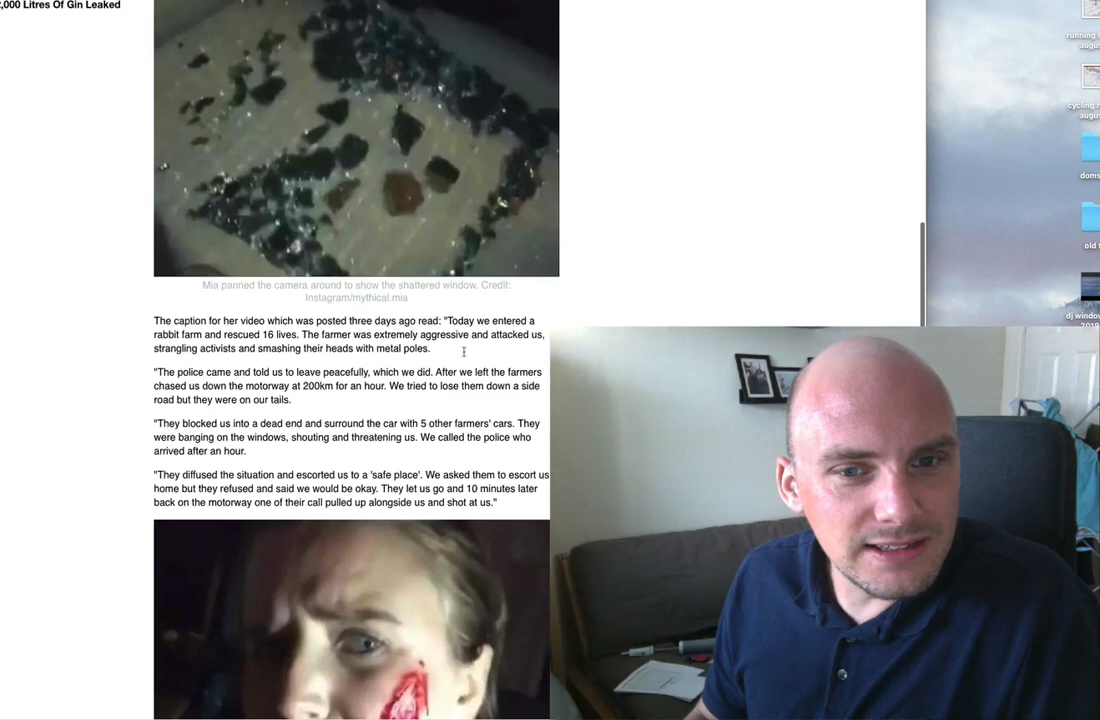 ,000 Litres Of Gin Leaked
Mia panned the camera around to show the shattered window. Credit:
Instagram/mythical.mia
The caption for her video which was posted three days ago read: "Today we entered a
rabbit farm and rescued 16 lives. The farmer was extremely aggressive and attacked us,
strangling activists and smashing their heads with metal poles.
"The police came and told us to leave peacefully, which we did. After we left the farmers
chased us down the motorway at 200km for an hour. We tried to lose them down a side
road but they were on our tails.
"They blocked us into a dead end and surround the car with 5 other farmers' cars. They
were banging on the windows, shouting and threatening us. We called the police who
arrived after an hour.
"They diffused the situation and escorted us to a 'safe place'. We asked them to escort us
home but they refused and said we would be okay. They let us go and 10 minutes later
back on the motorway one of their call pulled up alongside us and shot at us."
running
augus
cycling
augus
doms
old
dj window